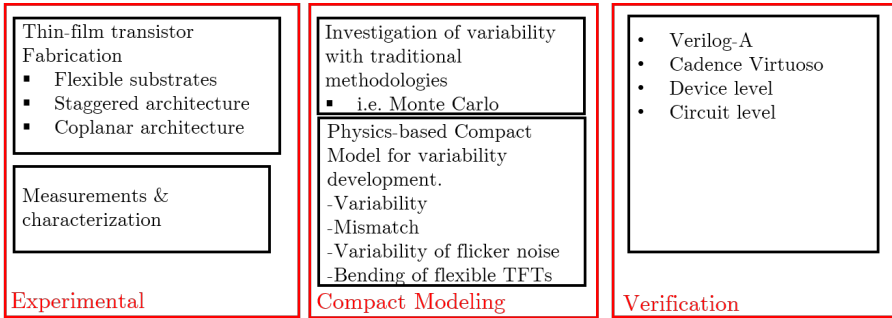 Thin-film transistor
Fabrication
▪ Flexible substrates
▪ Staggered architecture
▪ Coplanar architecture
Measurements &
characterization
Experimental
Investigation of variability
with traditional
methodologies
▪ i.e. Monte Carlo
Physics-based Compact
Model for variability
development.
-Variability
-Mismatch
-Variability of flicker noise
-Bending of flexible TFTs
Compact Modeling
• Verilog-A
• Cadence Virtuoso
• Device level
• Circuit level
Verification